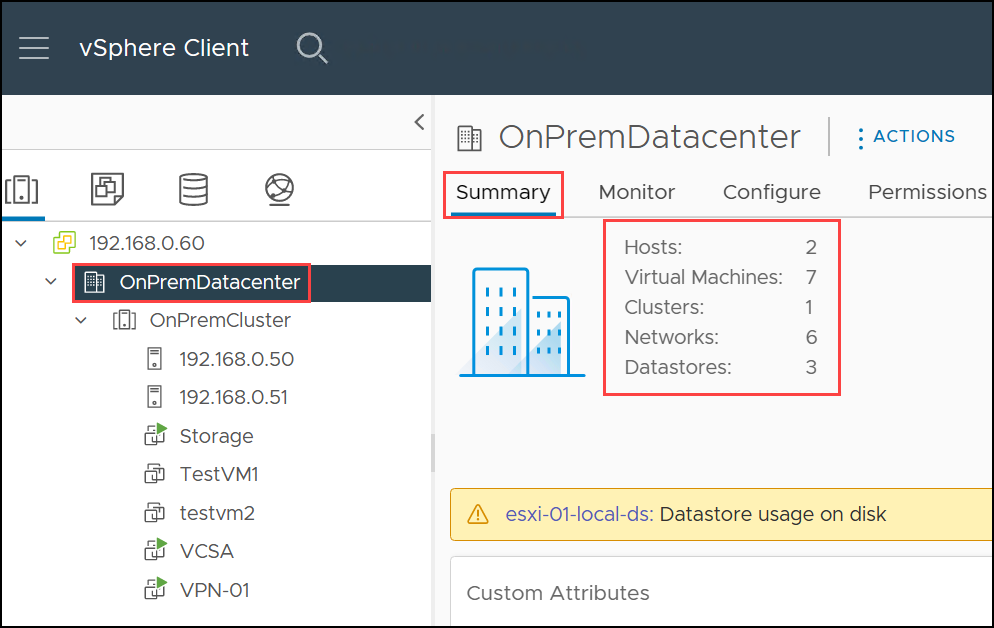 vSphere Client
OnPremDatacenter
ACTIONS
Summary Monitor Configure Permissions
192.168.0.60
OnPremDatacenter
OnPremCluster
192.168.0.50
192.168.0.51
Storage
TestVM1
testvm2
VCSA
VPN-01
Hosts: 2
Virtual Machines: 7
Clusters: 1
Networks: 6
Datastores: 3
esxi-01-local-ds: Datastore usage on disk
Custom Attributes